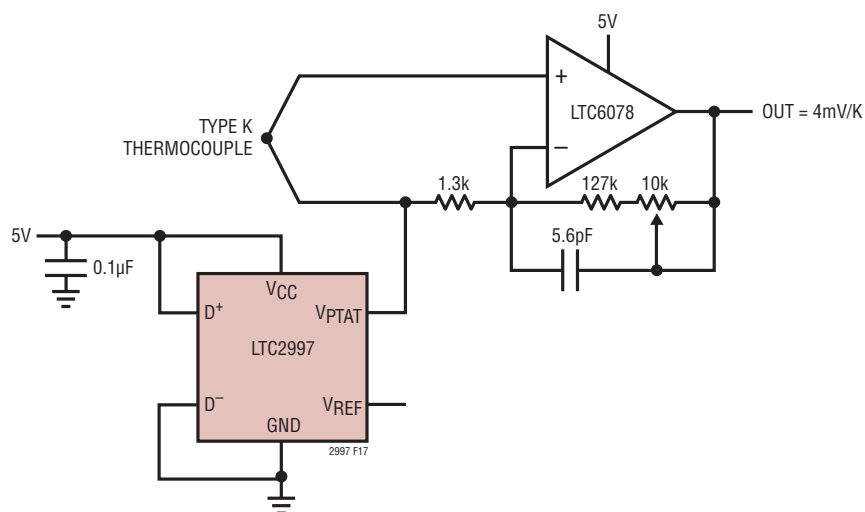 5V
+
LTC6078
–
OUT = 4mV/K
TYPE K
THERMOCOUPLE
1.3k
127k
10k
5.6pF
5V
0.1µF
VCC
D+
VPTAT
LTC2997
D–
VREF
GND
2997 F17